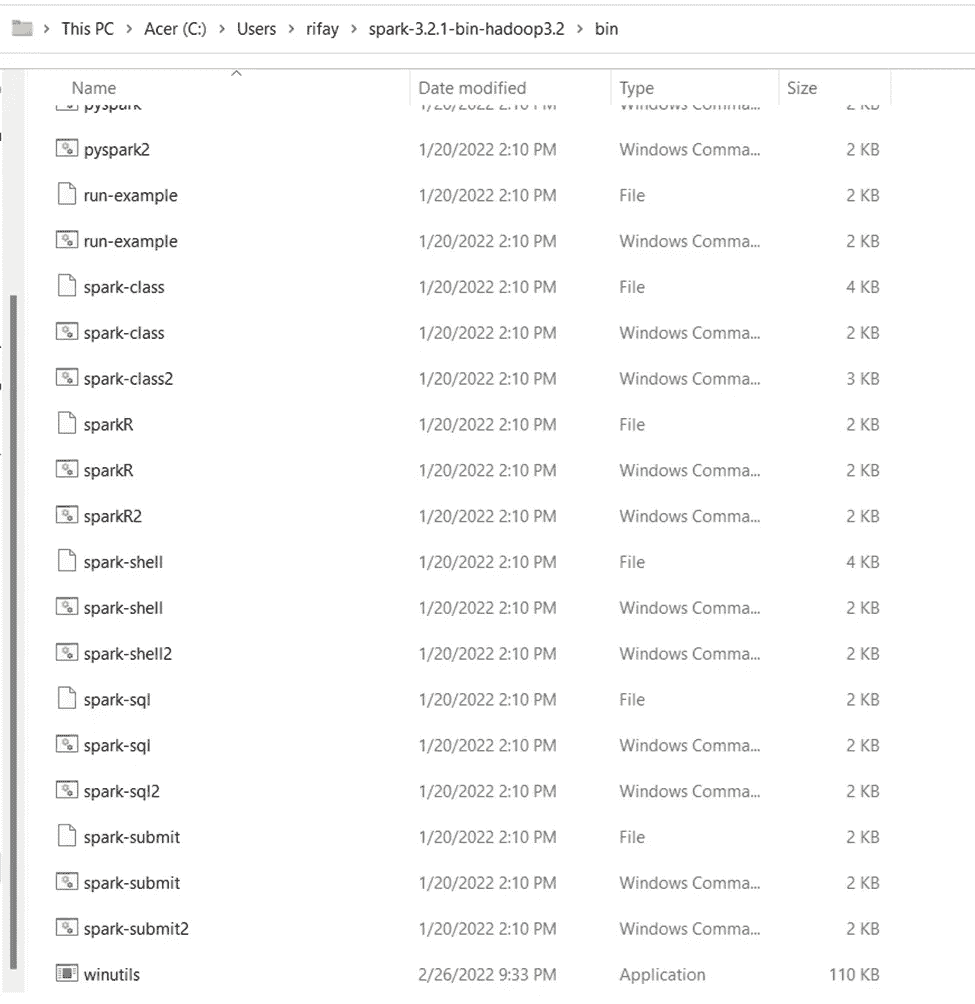 This PC > Acer (C:) > Users > rifay > spark-3.2.1-bin-hadoop3.2 > bin
Name Date modified Type Size
pyspark 1/20/2022 2:10 PM Windows Comma... 2 KB
pyspark2 1/20/2022 2:10 PM Windows Comma... 2 KB
run-example 1/20/2022 2:10 PM File 2 KB
run-example 1/20/2022 2:10 PM Windows Comma... 2 KB
spark-class 1/20/2022 2:10 PM File 4 KB
spark-class 1/20/2022 2:10 PM Windows Comma... 2 KB
spark-class2 1/20/2022 2:10 PM Windows Comma... 3 KB
sparkR 1/20/2022 2:10 PM File 2 KB
sparkR 1/20/2022 2:10 PM Windows Comma... 2 KB
sparkR2 1/20/2022 2:10 PM Windows Comma... 2 KB
spark-shell 1/20/2022 2:10 PM File 4 KB
spark-shell 1/20/2022 2:10 PM Windows Comma... 2 KB
spark-shell2 1/20/2022 2:10 PM Windows Comma... 2 KB
spark-sql 1/20/2022 2:10 PM File 2 KB
spark-sql 1/20/2022 2:10 PM Windows Comma... 2 KB
spark-sql2 1/20/2022 2:10 PM Windows Comma... 2 KB
spark-submit 1/20/2022 2:10 PM File 2 KB
spark-submit 1/20/2022 2:10 PM Windows Comma... 2 KB
spark-submit2 1/20/2022 2:10 PM Windows Comma... 2 KB
winutils 2/26/2022 9:33 PM Application 110 KB